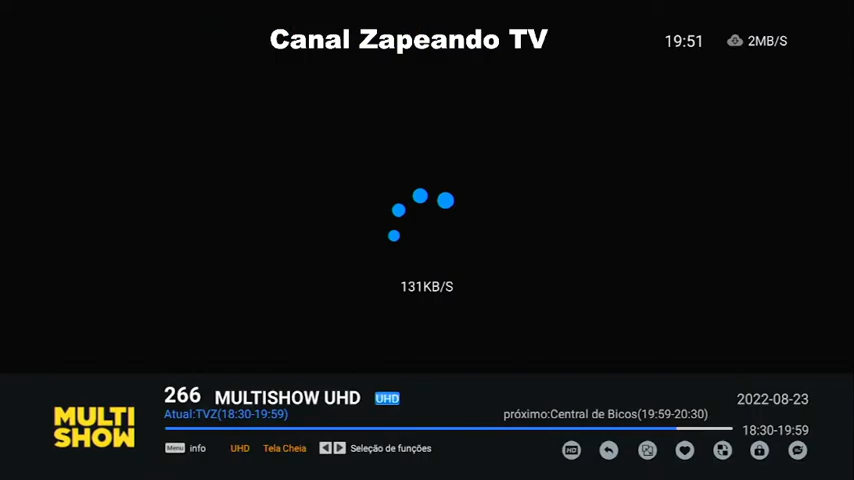 Canal Zapeando TV
19:51
2MB/S
131KB/S
MULTI
SHOW
266 MULTISHOW UHD UHD
2022-08-23
Atual:TVZ(18:30-19:59)
próximo:Central de Bicos(19:59-20:30)
18:30-19:59
Menu info UHD Tela Cheia Seleção de funções
HD